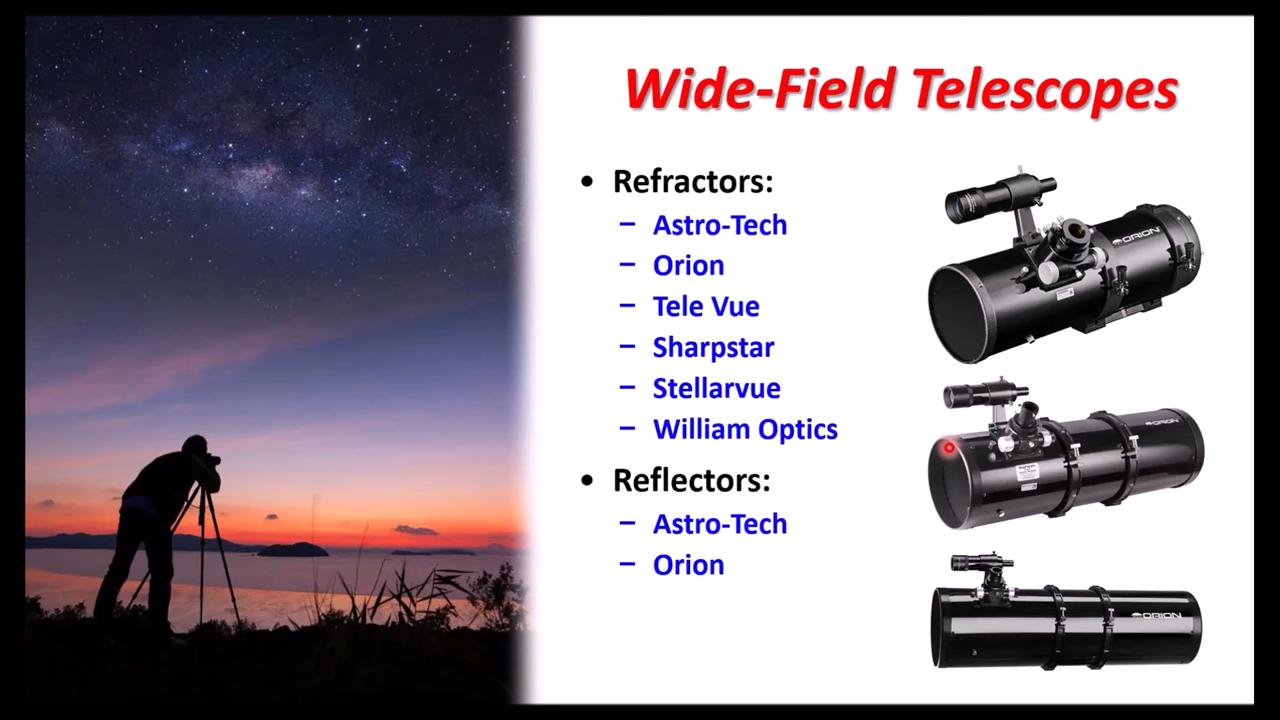 Wide-Field Telescopes
• Refractors:
– Astro-Tech
– Orion
– Tele Vue
– Sharpstar
– Stellarvue
– William Optics
• Reflectors:
– Astro-Tech
– Orion
ORION
ORION
ORION